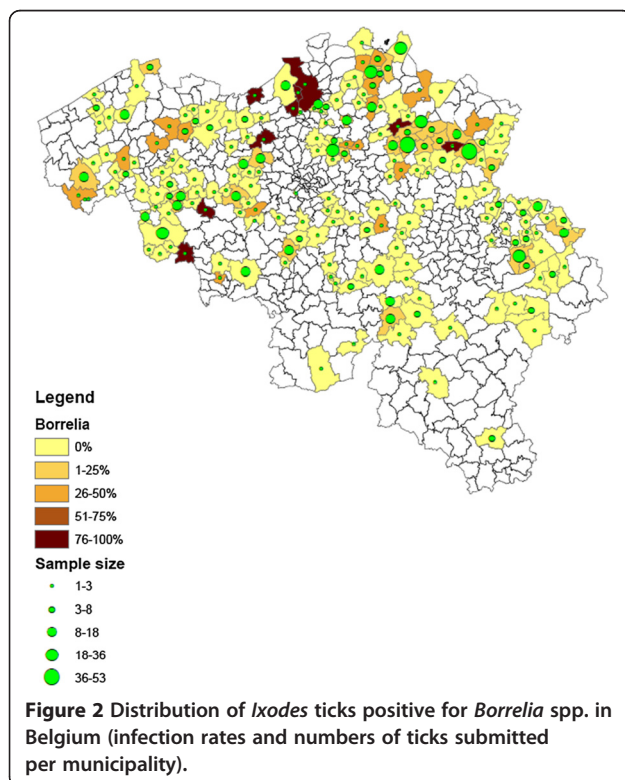 Legend
Borrelia
0%
1-25%
26-50%
51-75%
76-100%
Sample size
1-3
3-8
8-18
18-36
36-53
Figure 2 Distribution of Ixodes ticks positive for Borrelia spp. in
Belgium (infection rates and numbers of ticks submitted
per municipality).